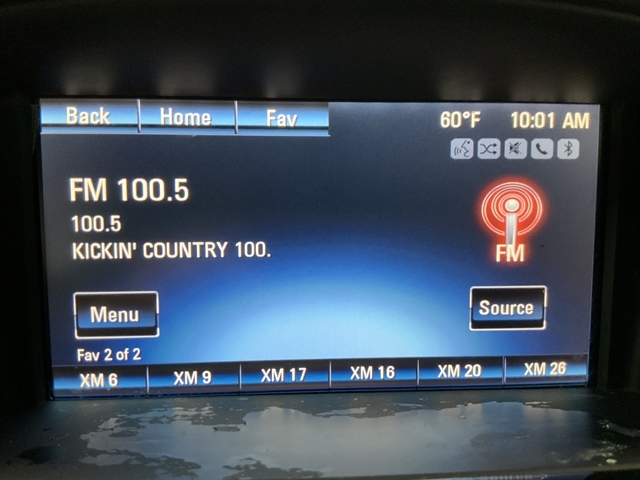 Back Home Fav 60°F 10:01 AM
FM 100.5
100.5
KICKIN' COUNTRY 100.
FM
Menu Source
Fav 2 of 2
XM 6 XM 9 XM 17 XM 16 XM 20 XM 26